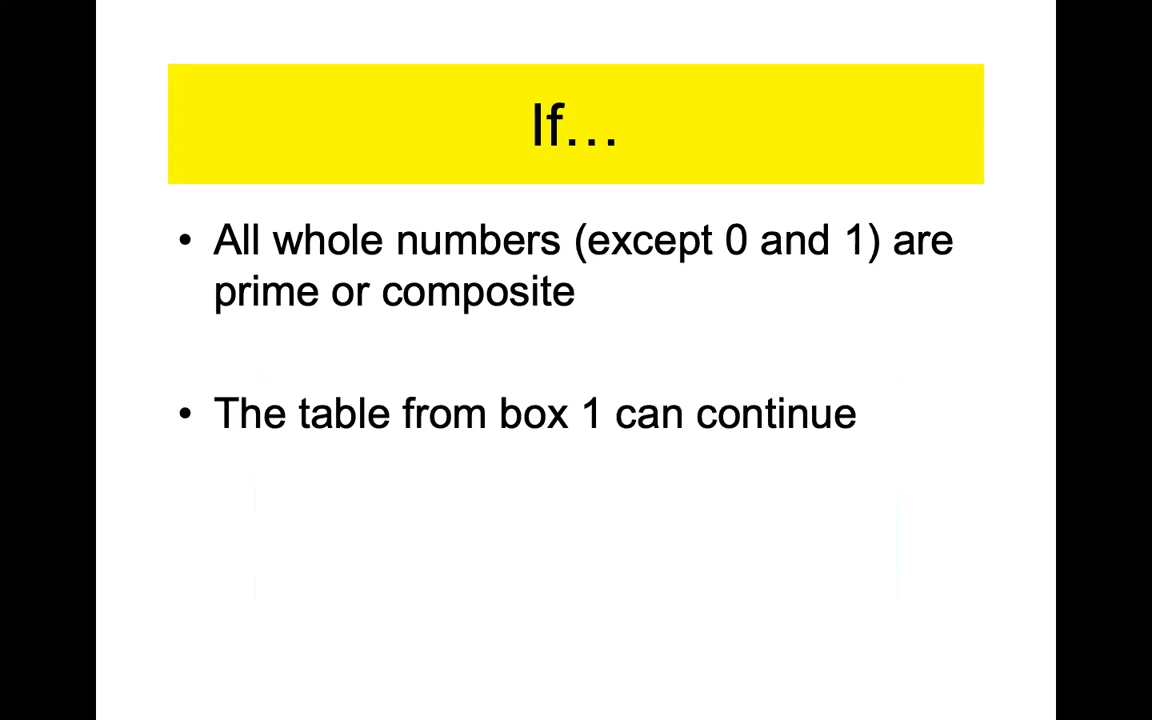 If…
• All whole numbers (except 0 and 1) are
prime or composite
• The table from box 1 can continue